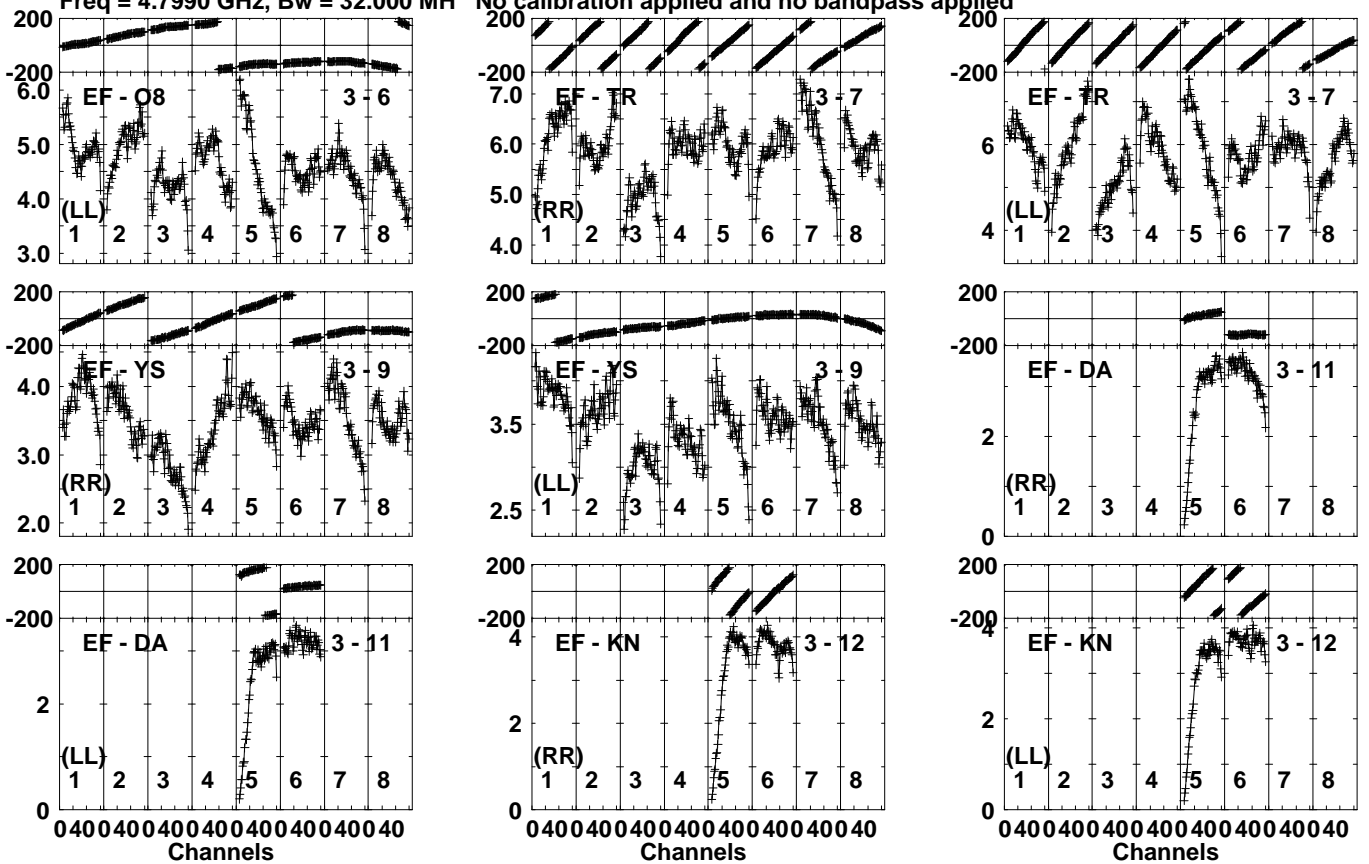 Freq = 4.7990 GHz, Bw = 32.000 MH No calibration applied and no bandpass applied
200
-200
6.0
5.0
4.0
3.0
EF - O8
3 - 6
(LL)
1 2 3 4 5 6 7 8
200
-200
7.0
6.0
5.0
4.0
EF - TR
3 - 7
(RR)
1 2 3 4 5 6 7 8
200
-200
6
4
EF - TR
3 - 7
(LL)
1 2 3 4 5 6 7 8
200
-200
4.0
3.0
2.0
EF - YS
3 - 9
(RR)
1 2 3 4 5 6 7 8
200
-200
3.5
2.5
EF - YS
3 - 9
(LL)
1 2 3 4 5 6 7 8
200
-200
2
0
EF - DA
3 - 11
(RR)
1 2 3 4 5 6 7 8
200
-200
2
0
EF - DA
3 - 11
(LL)
1 2 3 4 5 6 7 8
0 40 0 40 0 40 0 40 0 40 0 40 0 40 0 40
Channels
200
-200
4
2
0
EF - KN
3 - 12
(RR)
1 2 3 4 5 6 7 8
0 40 0 40 0 40 0 40 0 40 0 40 0 40 0 40
Channels
200
-200
4
2
0
EF - KN
3 - 12
(LL)
1 2 3 4 5 6 7 8
0 40 0 40 0 40 0 40 0 40 0 40 0 40 0 40
Channels